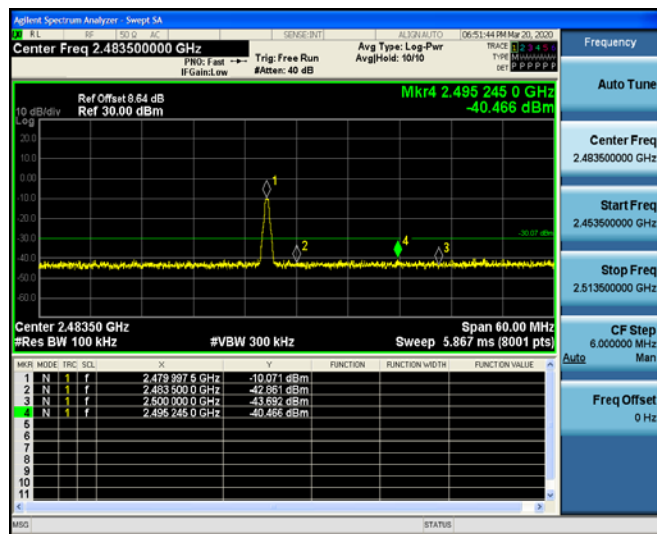 Agilent Spectrum Analyzer - Swept SA
RL RF 50 Ω AC SENSE:INT ALIGN AUTO 06:51:44 PM Mar 20, 2020
Center Freq 2.483500000 GHz
PNO: Fast
IFGain:Low
Trig: Free Run
#Atten: 40 dB
Avg Type: Log-Pwr
Avg|Hold: 10/10
TRACE 1 2 3 4 5 6
TYPE M
DET P P P P P P
Ref Offset 8.64 dB
10 dB/div Ref 30.00 dBm
Log
Mkr4 2.495 245 0 GHz
-40.466 dBm
20.0
10.0
0.00
-10.0
-20.0
-30.0
-40.0
-50.0
-60.0
1
2
4
3
-30.07 dBm
Center 2.48350 GHz Span 60.00 MHz
#Res BW 100 kHz #VBW 300 kHz Sweep 5.867 ms (8001 pts)
MKR MODE TRC SCL X Y FUNCTION FUNCTION WIDTH FUNCTION VALUE
1 N 1 f 2.479 997 5 GHz -10.071 dBm
2 N 1 f 2.483 500 0 GHz -42.861 dBm
3 N 1 f 2.500 000 0 GHz -43.692 dBm
4 N 1 f 2.495 245 0 GHz -40.466 dBm
5
6
7
8
9
10
11
MSG STATUS
Frequency
Auto Tune
Center Freq
2.483500000 GHz
Start Freq
2.453500000 GHz
Stop Freq
2.513500000 GHz
CF Step
6.000000 MHz
Auto Man
Freq Offset
0 Hz